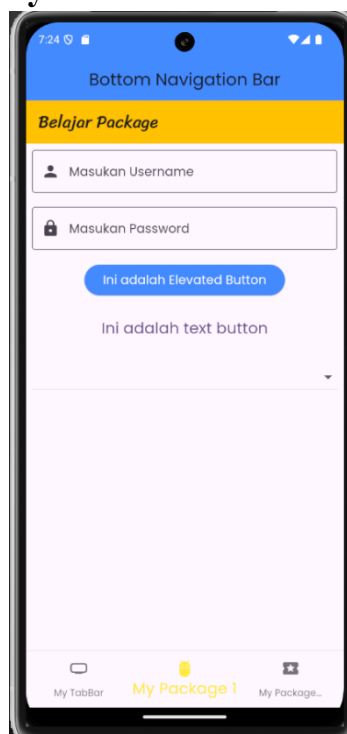 7:24
Bottom Navigation Bar
Belajar Package
Masukan Username
Masukan Password
Ini adalah Elevated Button
Ini adalah text button
My TabBar
My Package 1
My Package...